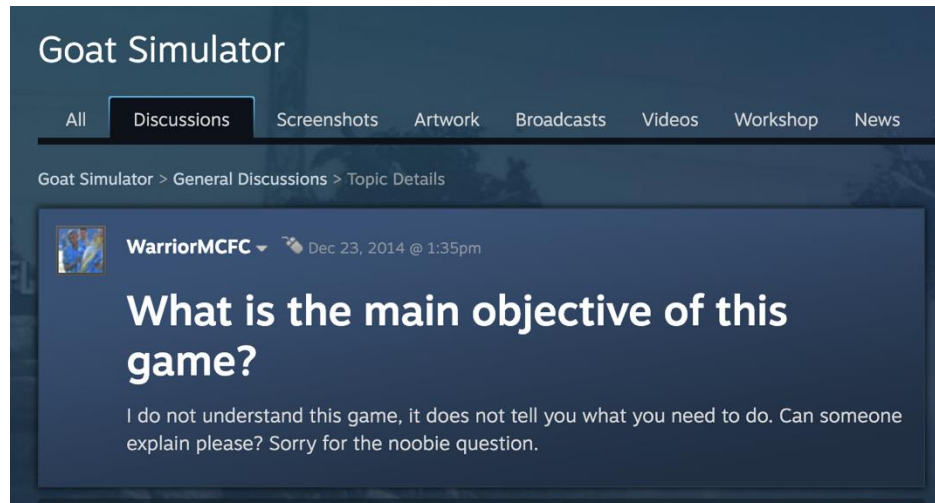 Goat Simulator
All Discussions Screenshots Artwork Broadcasts Videos Workshop News
Goat Simulator > General Discussions > Topic Details
WarriorMCFC Dec 23, 2014 @ 1:35pm
What is the main objective of this
game?
I do not understand this game, it does not tell you what you need to do. Can someone
explain please? Sorry for the noobie question.